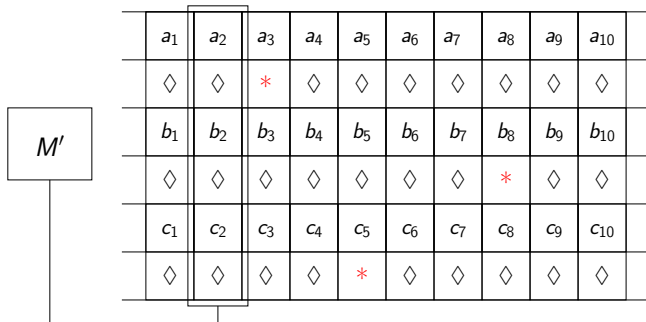 a₁ a₂ a₃ a₄ a₅ a₆ a₇ a₈ a₉ a₁₀
◊ ◊ * ◊ ◊ ◊ ◊ ◊ ◊ ◊
M′ b₁ b₂ b₃ b₄ b₅ b₆ b₇ b₈ b₉ b₁₀
◊ ◊ ◊ ◊ ◊ ◊ ◊ * ◊ ◊
c₁ c₂ c₃ c₄ c₅ c₆ c₇ c₈ c₉ c₁₀
◊ ◊ ◊ ◊ * ◊ ◊ ◊ ◊ ◊